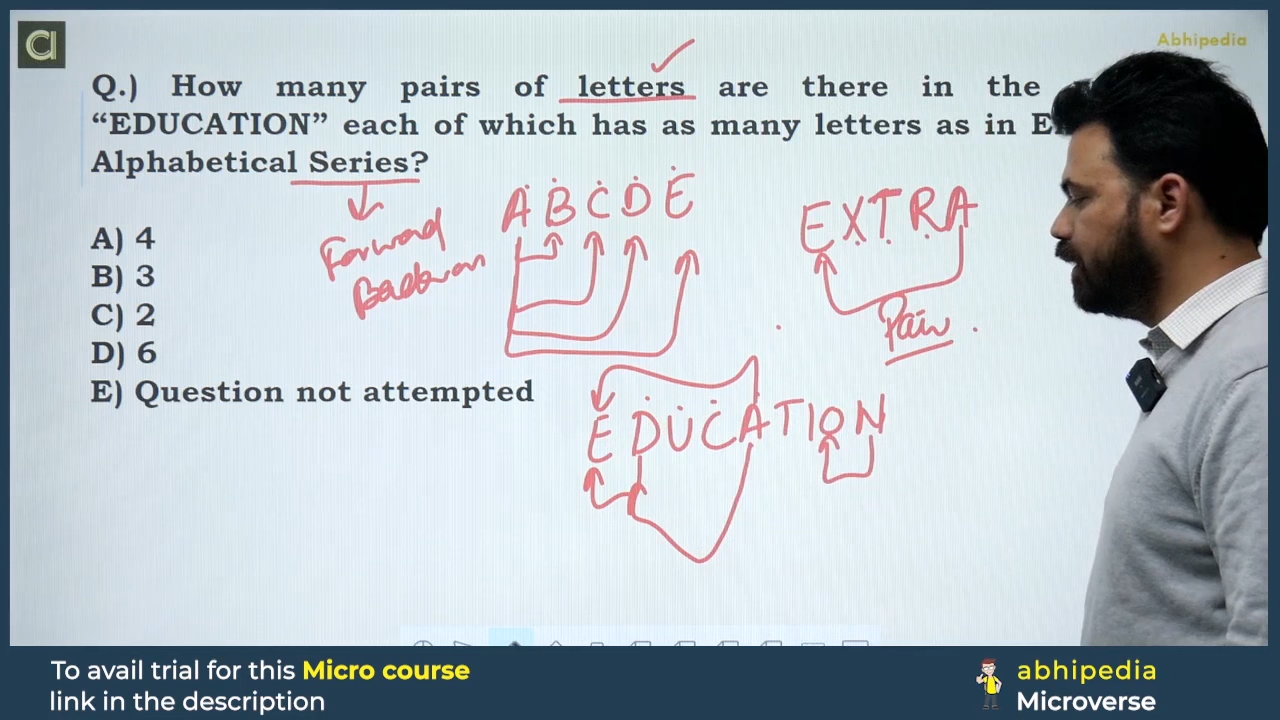 Abhipedia
Q.) How many pairs of letters are there in the
“EDUCATION” each of which has as many letters as in
Alphabetical Series?
A) 4
B) 3
C) 2
D) 6
E) Question not attempted
Forward
A B C D E
EXTRA
Pair
EDUCATION
To avail trial for this Micro course
link in the description
abhipedia
Microverse